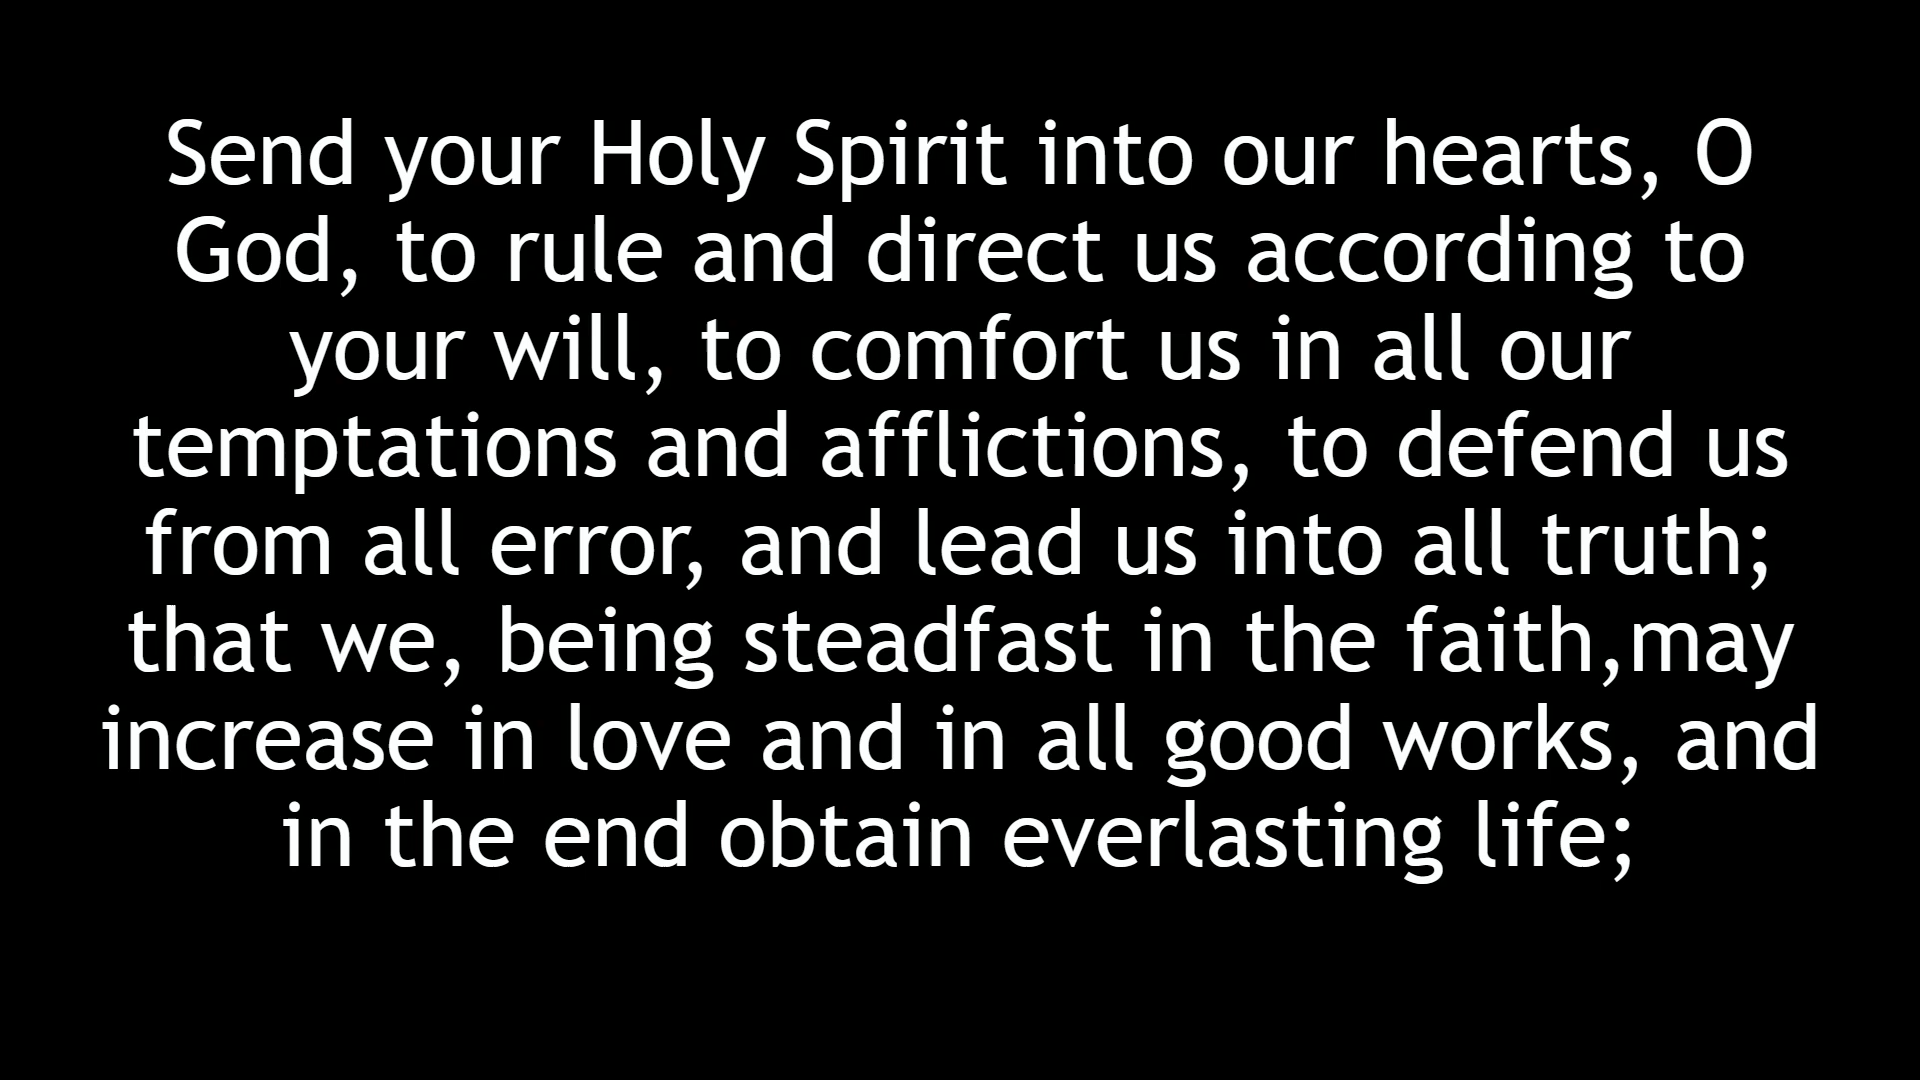 Send your Holy Spirit into our hearts, O
God, to rule and direct us according to
your will, to comfort us in all our
temptations and afflictions, to defend us
from all error, and lead us into all truth;
that we, being steadfast in the faith,may
increase in love and in all good works, and
in the end obtain everlasting life;